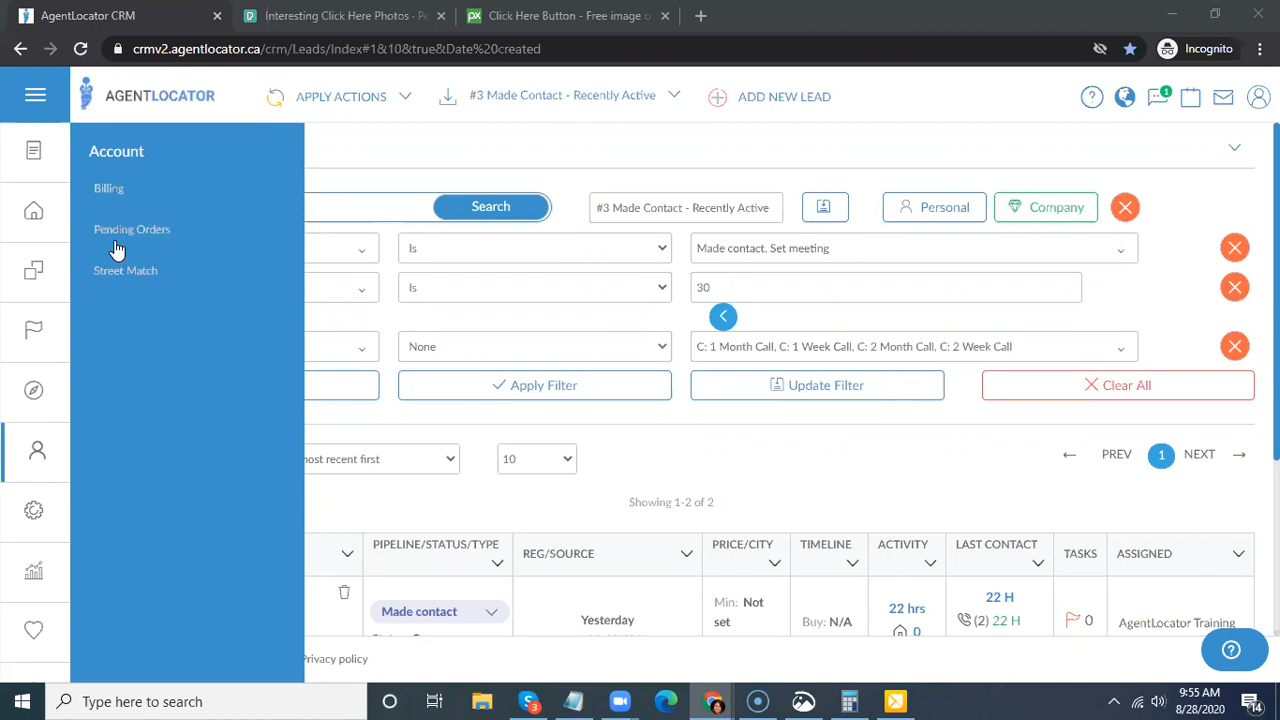 AgentLocator CRM
Interesting Click Here Photos · Pe
Click Here Button - Free image o
crmv2.agentlocator.ca/crm/Leads/Index#1&10&true&Date%20created
Incognito
AGENTLOCATOR
APPLY ACTIONS
#3 Made Contact - Recently Active
ADD NEW LEAD
1
Account
Billing
Pending Orders
Street Match
Search
#3 Made Contact - Recently Active
Personal
Company
Is
Made contact, Set meeting
Is
30
None
C: 1 Month Call, C: 1 Week Call, C: 2 Month Call, C: 2 Week Call
Apply Filter
Update Filter
Clear All
most recent first
10
PREV
1
NEXT
Showing 1-2 of 2
PIPELINE/STATUS/TYPE
REG/SOURCE
PRICE/CITY
TIMELINE
ACTIVITY
LAST CONTACT
TASKS
ASSIGNED
Made contact
Yesterday
Min: Not set
Buy: N/A
22 hrs
0
22 H
(2) 22 H
0
AgentLocator Training
Privacy policy
Type here to search
3
9:55 AM
8/28/2020
14